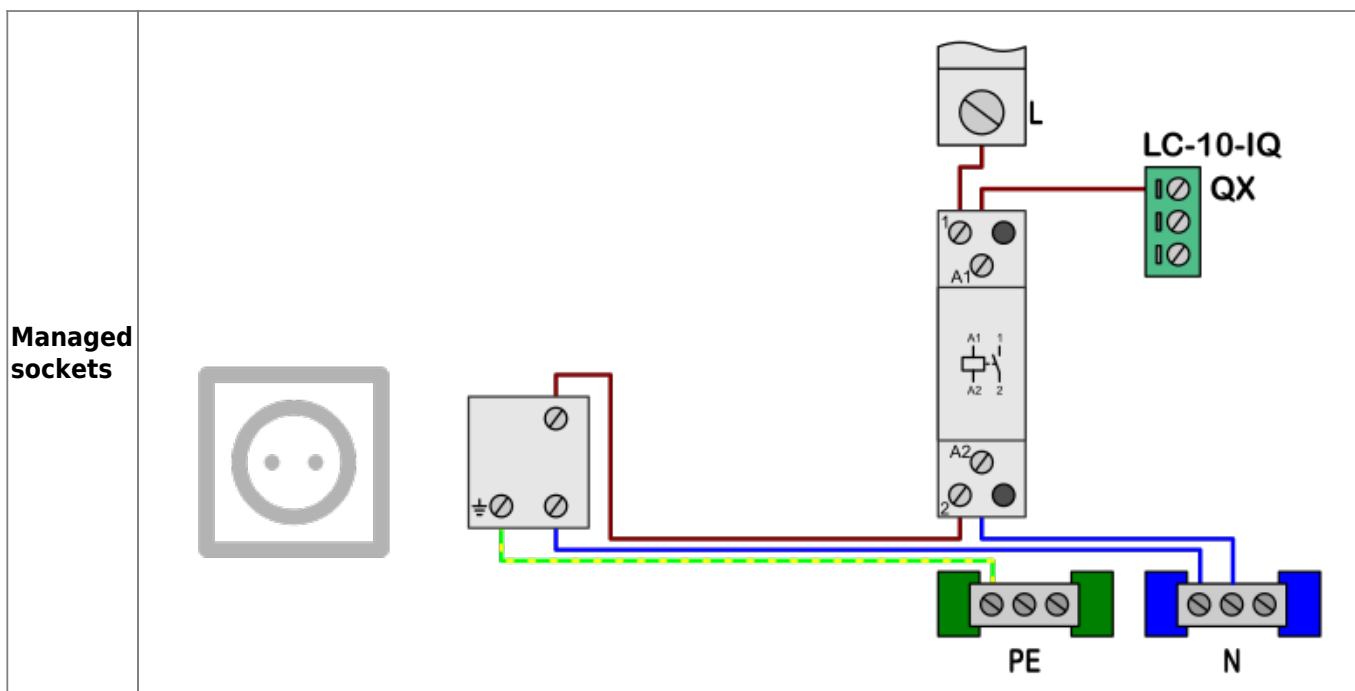 Managed
sockets
L
LC-10-IQ
QX
1
A1
A1 1
A2 2
A2
2
PE
N